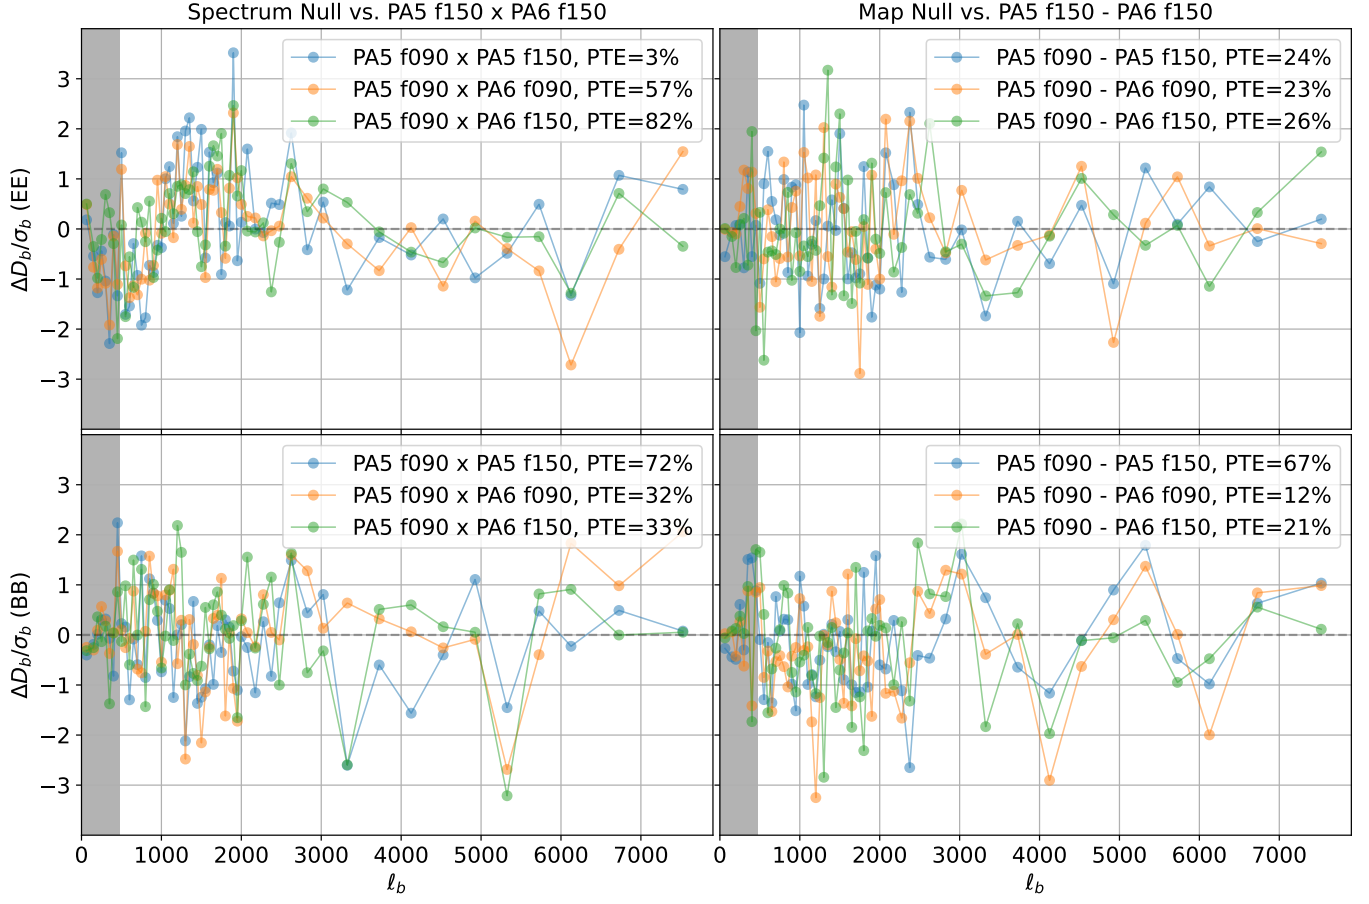 Spectrum Null vs. PA5 f150 x PA6 f150
Map Null vs. PA5 f150 - PA6 f150
PA5 f090 x PA5 f150, PTE=3%
PA5 f090 x PA6 f090, PTE=57%
PA5 f090 x PA6 f150, PTE=82%
PA5 f090 - PA5 f150, PTE=24%
PA5 f090 - PA6 f090, PTE=23%
PA5 f090 - PA6 f150, PTE=26%
3
2
1
0
−1
−2
−3
ΔD_b/σ_b (EE)
PA5 f090 x PA5 f150, PTE=72%
PA5 f090 x PA6 f090, PTE=32%
PA5 f090 x PA6 f150, PTE=33%
PA5 f090 - PA5 f150, PTE=67%
PA5 f090 - PA6 f090, PTE=12%
PA5 f090 - PA6 f150, PTE=21%
3
2
1
0
−1
−2
−3
ΔD_b/σ_b (BB)
0 1000 2000 3000 4000 5000 6000 7000
0 1000 2000 3000 4000 5000 6000 7000
ℓ_b
ℓ_b